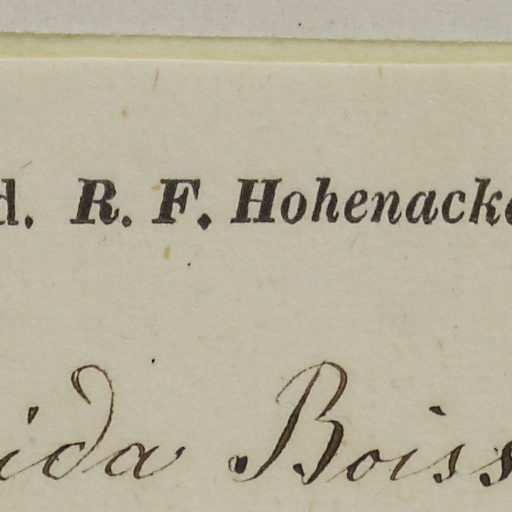 d. R. F. Hohenacke
ida Boiss